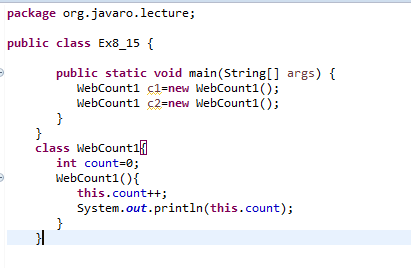 package org.javaro.lecture;
public class Ex8_15 {
public static void main(String[] args) {
WebCount1 c1=new WebCount1();
WebCount1 c2=new WebCount1();
}
}
class WebCount1{
int count=0;
WebCount1(){
this.count++;
System.out.println(this.count);
}
}